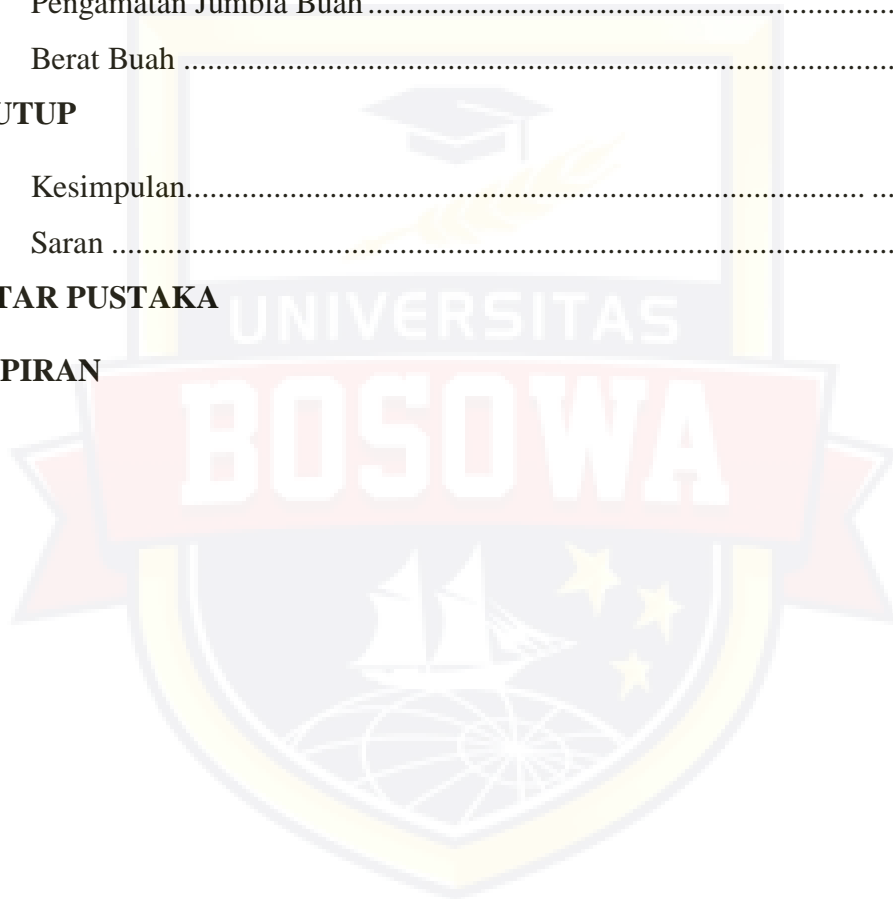 Pengamatan Jumbla Buah ........................................................................
Berat Buah ...............................................................................................
UTUP
Kesimpulan..................................................................................... ...
Saran ........................................................................................................
TAR PUSTAKA
PIRAN
UNIVERSITAS
BOSOWA